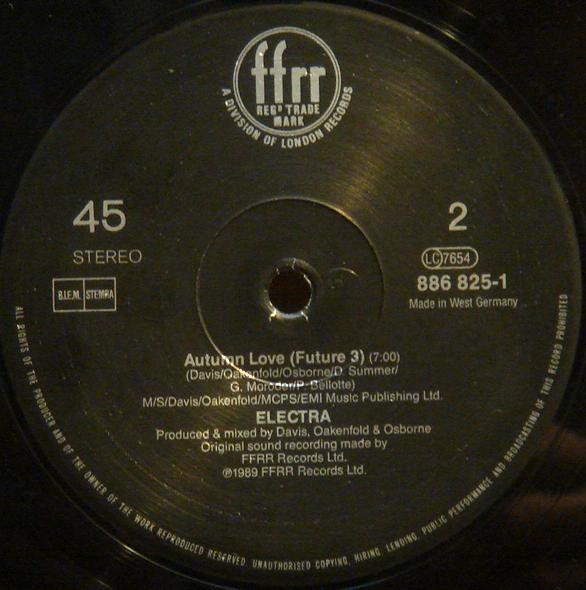 ffrr
REGD TRADE
MARK
A DIVISION OF LONDON RECORDS
45
2
STEREO
LC 7654
886 825-1
B.I.E.M. STEMRA
Made in West Germany
Autumn Love (Future 3) (7:00)
(Davis/Oakenfold/Osborne/D. Summer/
G. Moroder/P. Bellotte)
M/S/Davis/Oakenfold/MCPS/EMI Music Publishing Ltd.
ELECTRA
Produced & mixed by Davis, Oakenfold & Osborne
Original sound recording made by
FFRR Records Ltd.
℗1989 FFRR Records Ltd.
ALL RIGHTS OF THE PRODUCER AND OF THE OWNER OF THE WORK REPRODUCED RESERVED. UNAUTHORISED COPYING, HIRING, LENDING, PUBLIC PERFORMANCE AND BROADCASTING OF THIS RECORD PROHIBITED